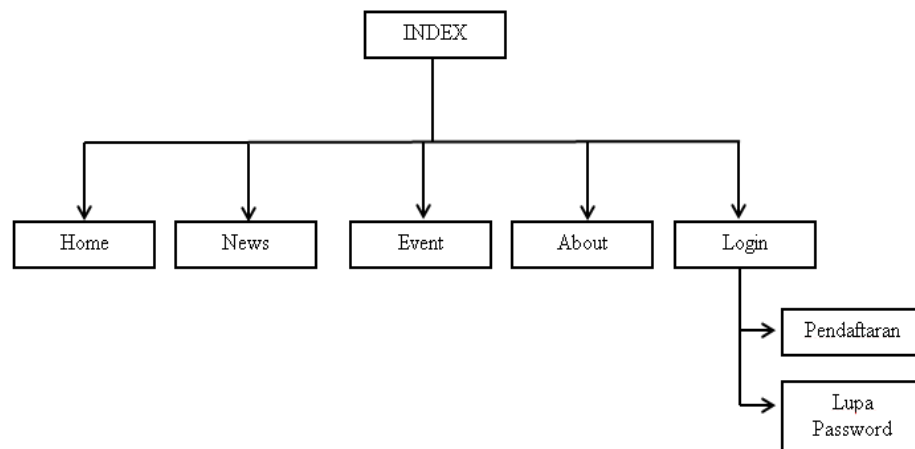 INDEX
Home
News
Event
About
Login
Pendaftaran
Lupa
Password